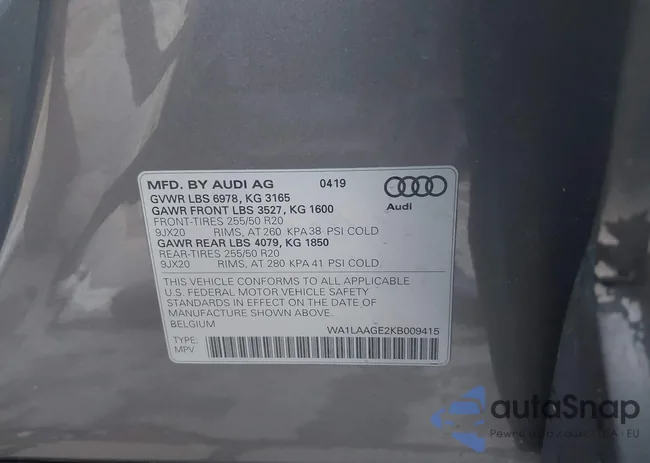 MFD. BY AUDI AG 0419
GVWR LBS 6978, KG 3165
GAWR FRONT LBS 3527, KG 1600
FRONT-TIRES 255/50 R20
9JX20 RIMS, AT 260 KPA 38 PSI COLD
GAWR REAR LBS 4079, KG 1850
REAR-TIRES 255/50 R20
9JX20 RIMS, AT 280 KPA 41 PSI COLD
Audi
THIS VEHICLE CONFORMS TO ALL APPLICABLE
U.S. FEDERAL MOTOR VEHICLE SAFETY
STANDARDS IN EFFECT ON THE DATE OF
MANUFACTURE SHOWN ABOVE.
BELGIUM WA1LAAGE2KB009415
TYPE:
MPV
autaSnap